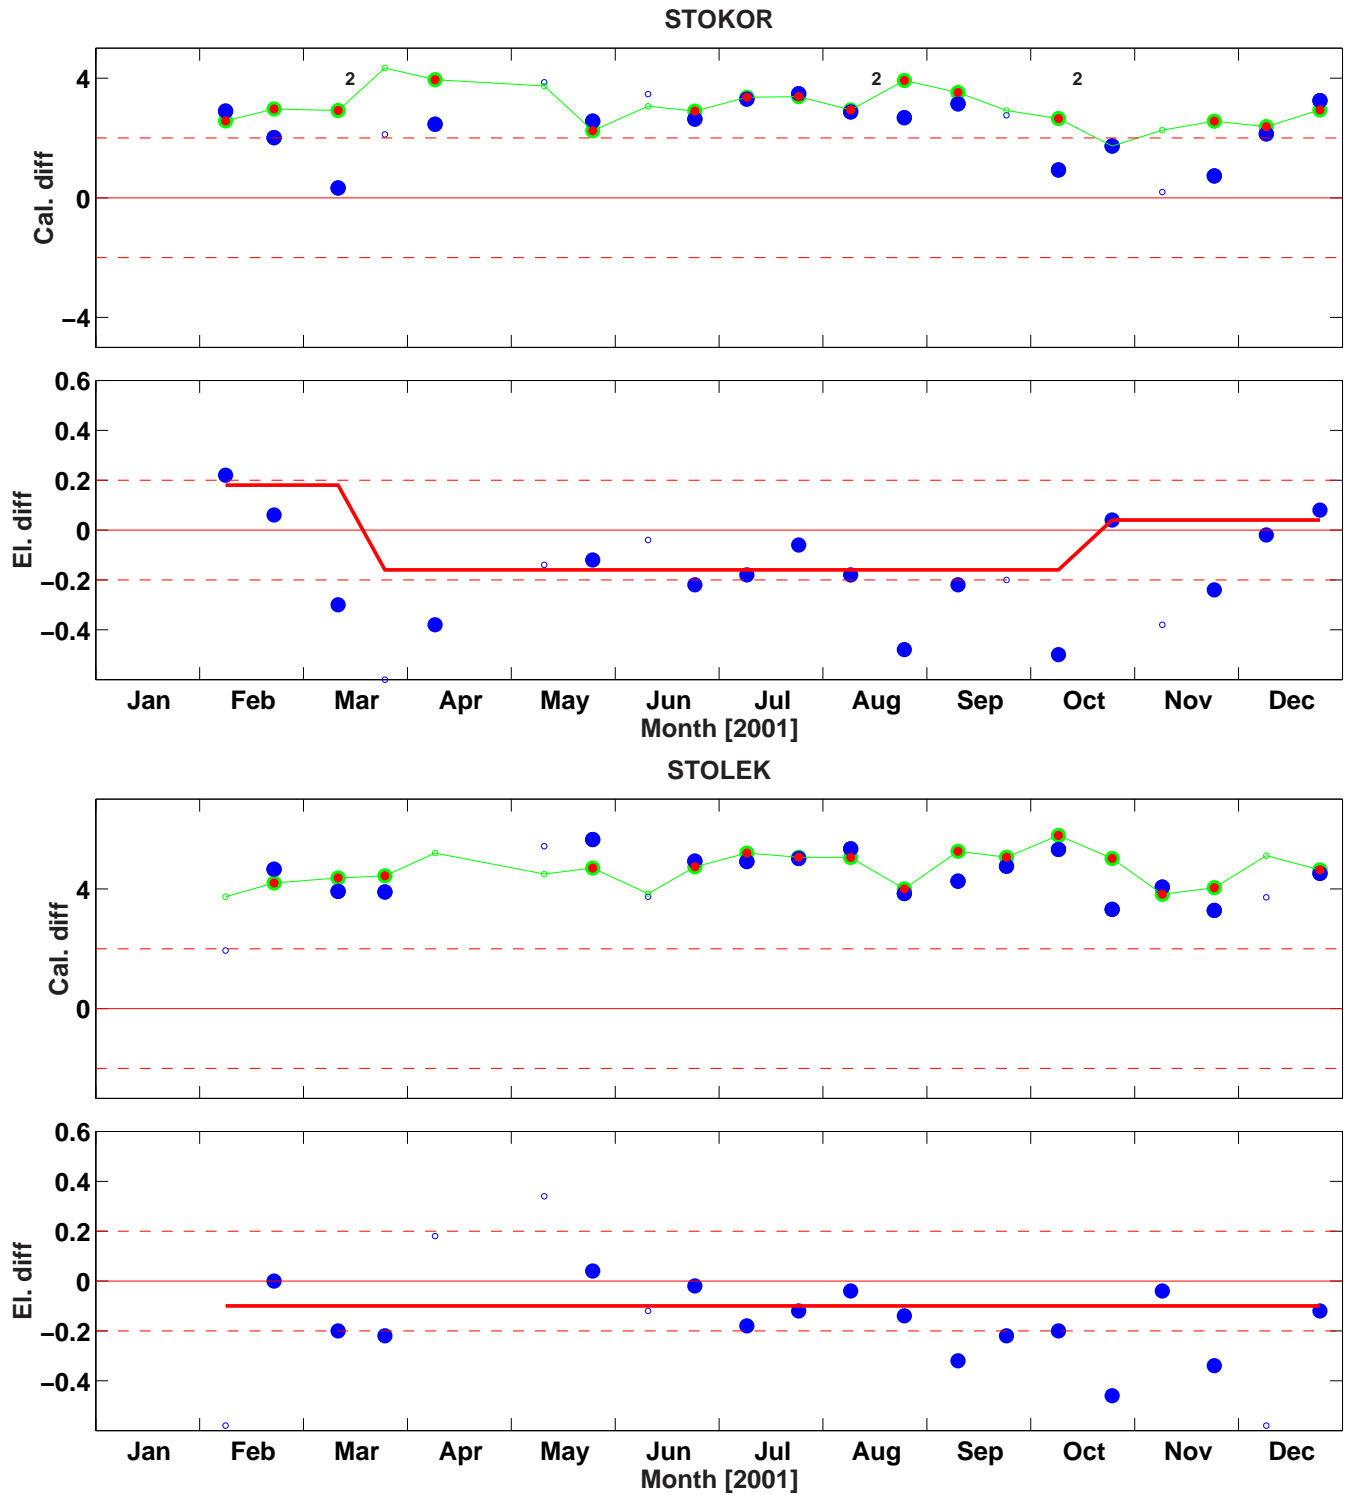 STOKOR
2 2 2
4
0
−4
Cal. diff
0.6
0.4
0.2
0
−0.2
−0.4
El. diff
Jan Feb Mar Apr May Jun Jul Aug Sep Oct Nov Dec
Month [2001]
STOLEK
4
0
Cal. diff
0.6
0.4
0.2
0
−0.2
−0.4
El. diff
Jan Feb Mar Apr May Jun Jul Aug Sep Oct Nov Dec
Month [2001]